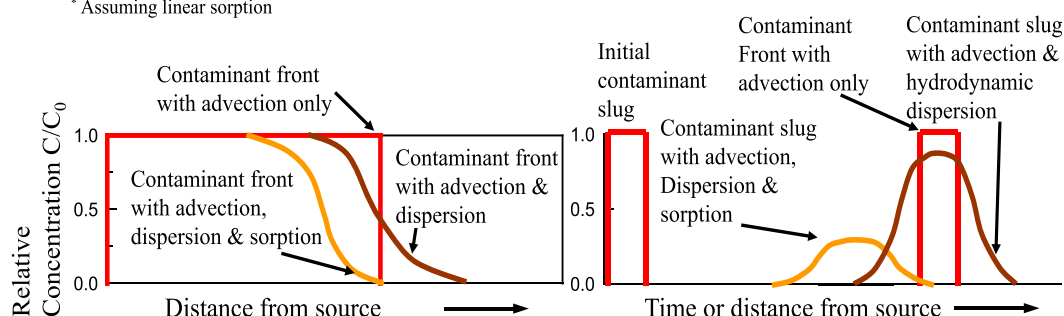 * Assuming linear sorption
Relative
Concentration C/C0
1.0
0.5
0.0
Contaminant front
with advection only
Contaminant front
with advection,
dispersion & sorption
Contaminant front
with advection &
dispersion
Distance from source
1.0
0.5
0.0
Initial
contaminant
slug
Contaminant
Front with
advection only
Contaminant slug
with advection &
hydrodynamic
dispersion
Contaminant slug
with advection,
Dispersion &
sorption
Time or distance from source